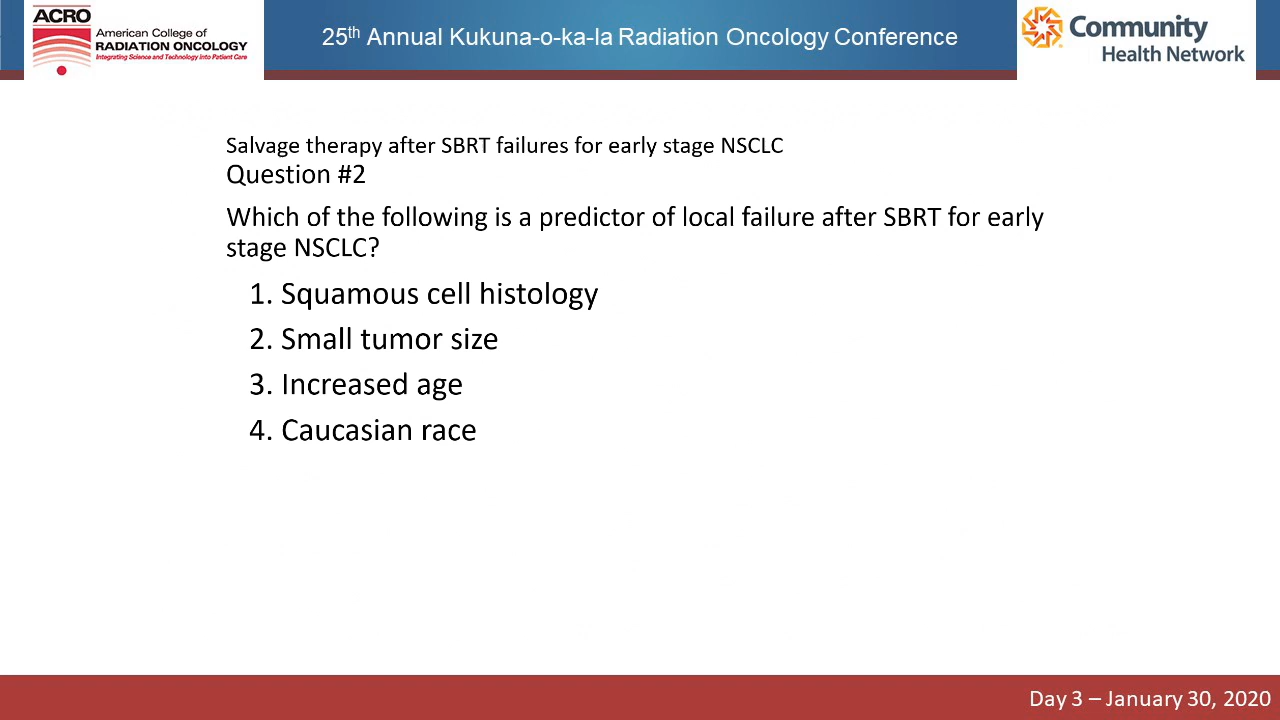 ACRO
American College of
RADIATION ONCOLOGY
Integrating Science and Technology Into Patient Care
25th Annual Kukuna-o-ka-la Radiation Oncology Conference
Community
Health Network
Salvage therapy after SBRT failures for early stage NSCLC
Question #2
Which of the following is a predictor of local failure after SBRT for early
stage NSCLC?
1. Squamous cell histology
2. Small tumor size
3. Increased age
4. Caucasian race
Day 3 – January 30, 2020